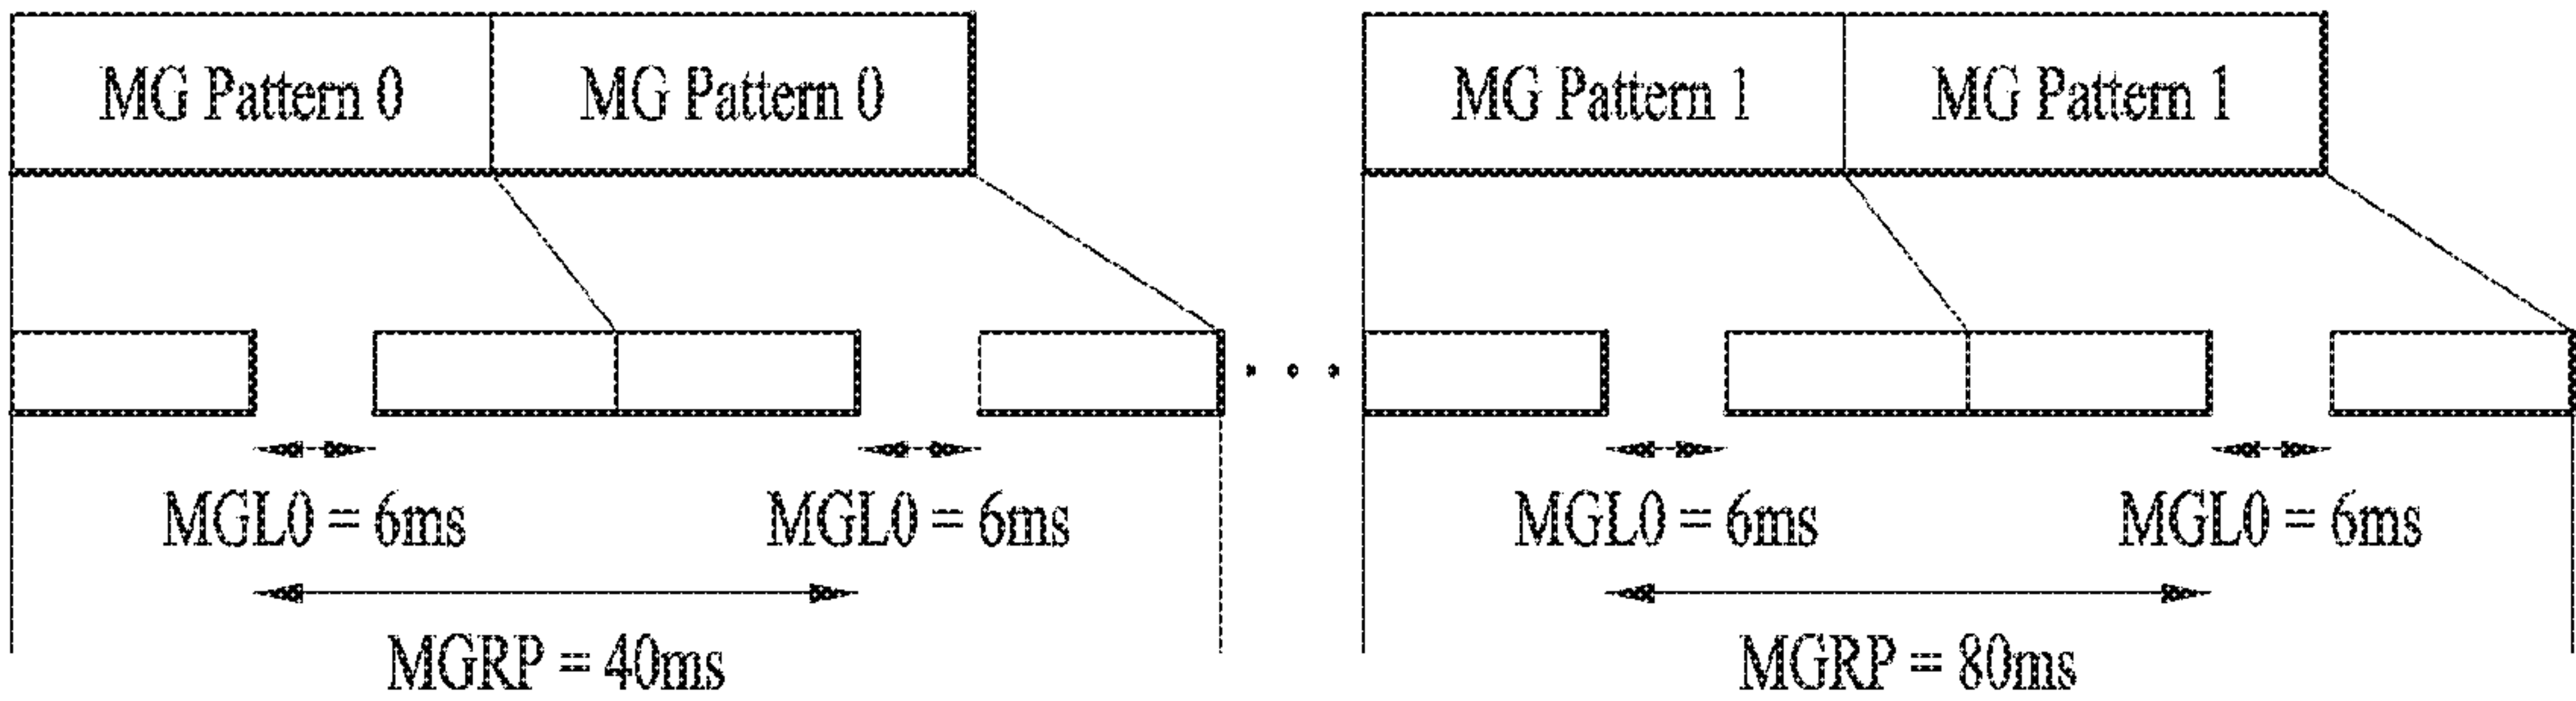 MG Pattern 0 MG Pattern 0 MG Pattern 1 MG Pattern 1
MGL0 = 6ms MGL0 = 6ms MGL0 = 6ms MGL0 = 6ms
MGRP = 40ms MGRP = 80ms